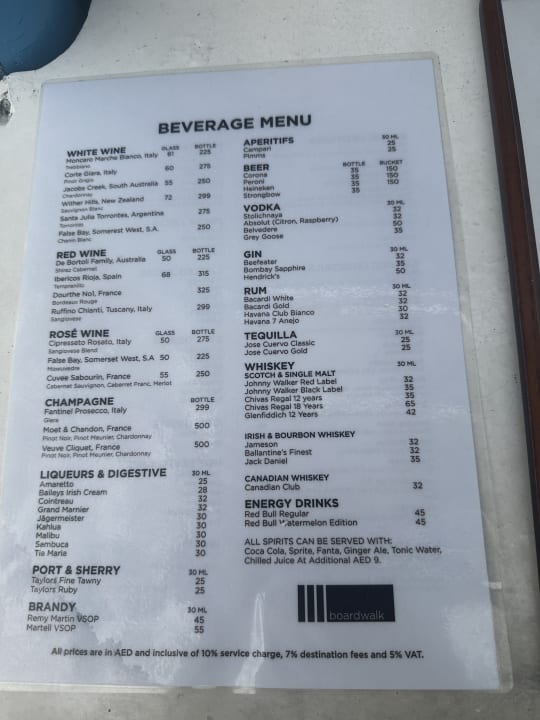 BEVERAGE MENU
WHITE WINE GLASS BOTTLE
Moncaro Marche Bianco, Italy 61 225
Trebbiano
Corte Giara, Italy 60 275
Pinot Grigio
Jacobs Creek, South Australia 55 250
Chardonnay
Wither Hills, New Zealand 72 299
Sauvignon Blanc
Santa Julia Torrontes, Argentina 275
Torrontes
False Bay, Somerest West, S.A. 250
Chenin Blanc
RED WINE GLASS BOTTLE
De Bortoli Family, Australia 50 225
Shiraz Cabernet
Ibericos Rioja, Spain 68 315
Tempranillo
Dourthe No1, France 325
Bordeaux Rouge
Ruffino Chianti, Tuscany, Italy 299
Sangiovese
ROSÉ WINE GLASS BOTTLE
Cipresseto Rosato, Italy 50 275
Sangiovese Blend
False Bay, Somerset West, S.A 50 225
Mouvedre
Cuvee Sabourin, France 55 250
Cabernet Sauvignon, Cabernet Franc, Merlot
CHAMPAGNE BOTTLE
Fantinel Prosecco, Italy 299
Glera
Moet & Chandon, France 500
Pinot Noir, Pinot Meunier, Chardonnay
Veuve Cliquet, France 500
Pinot Noir, Pinot Meunier, Chardonnay
LIQUEURS & DIGESTIVE 30 ML
Amaretto 25
Baileys Irish Cream 28
Cointreau 32
Grand Marnier 32
Jägermeister 30
Kahlua 30
Malibu 30
Sambuca 30
Tia Marie 30
PORT & SHERRY 30 ML
Taylors Fine Tawny 25
Taylors Ruby 25
BRANDY 30 ML
Remy Martin VSOP 45
Martell VSOP 55
APERITIFS 30 ML
Campari 25
Pimms 25
BEER BOTTLE BUCKET
Corona 35 150
Peroni 35 150
Heineken 35 150
Strongbow 35
VODKA 30 ML
Stolichnaya 32
Absolut (Citron, Raspberry) 32
Belvedere 50
Grey Goose 35
GIN 30 ML
Beefeater 32
Bombay Sapphire 35
Hendrick's 50
RUM 30 ML
Bacardi White 32
Bacardi Gold 32
Havana Club Bianco 30
Havana 7 Anejo 32
TEQUILLA 30 ML
Jose Cuervo Classic 25
Jose Cuervo Gold 25
WHISKEY 30 ML
SCOTCH & SINGLE MALT
Johnny Walker Red Label 32
Johnny Walker Black Label 35
Chivas Regal 12 years 35
Chivas Regal 18 Years 65
Glenfiddich 12 Years 42
IRISH & BOURBON WHISKEY
Jameson 32
Ballantine's Finest 32
Jack Daniel 35
CANADIAN WHISKEY
Canadian Club 32
ENERGY DRINKS
Red Bull Regular 45
Red Bull Watermelon Edition 45
ALL SPIRITS CAN BE SERVED WITH:
Coca Cola, Sprite, Fanta, Ginger Ale, Tonic Water,
Chilled Juice At Additional AED 9.
boardwalk
All prices are in AED and inclusive of 10% service charge, 7% destination fees and 5% VAT.